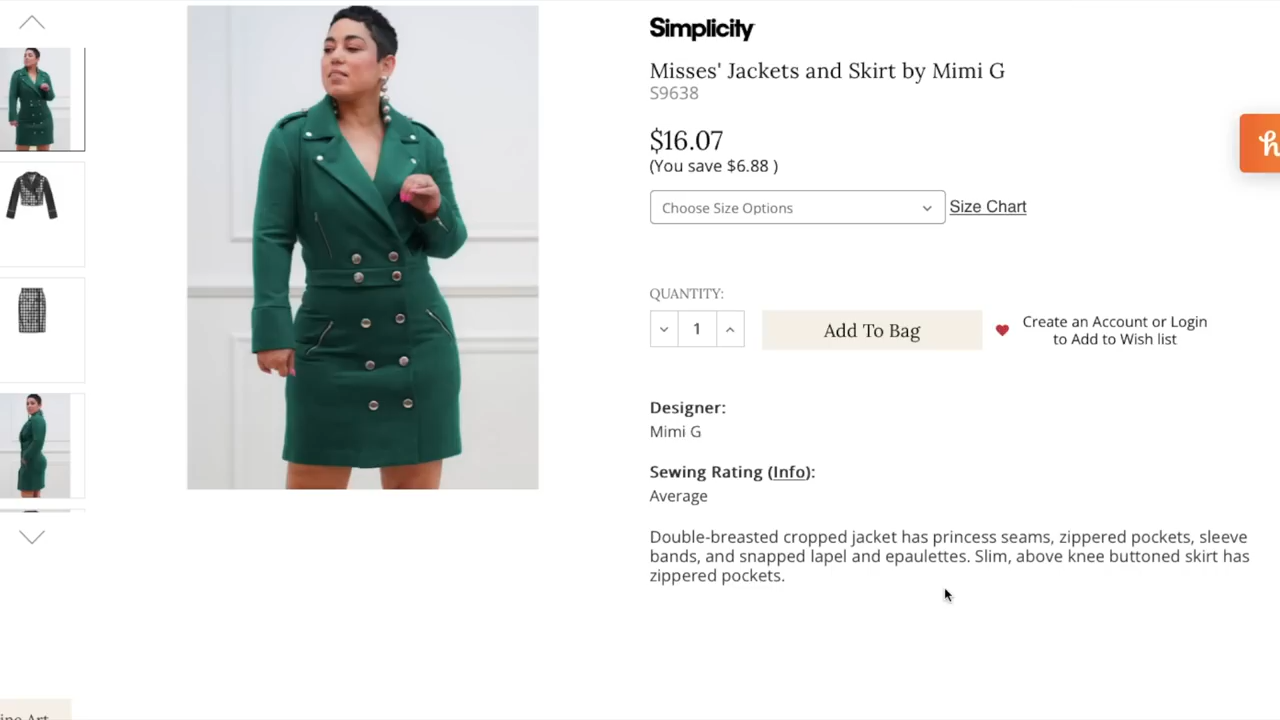 Simplicity
Misses' Jackets and Skirt by Mimi G
S9638
$16.07
(You save $6.88 )
Choose Size Options
Size Chart
QUANTITY:
1
Add To Bag
Create an Account or Login
to Add to Wish list
Designer:
Mimi G
Sewing Rating (Info):
Average
Double-breasted cropped jacket has princess seams, zippered pockets, sleeve
bands, and snapped lapel and epaulettes. Slim, above knee buttoned skirt has
zippered pockets.
Art